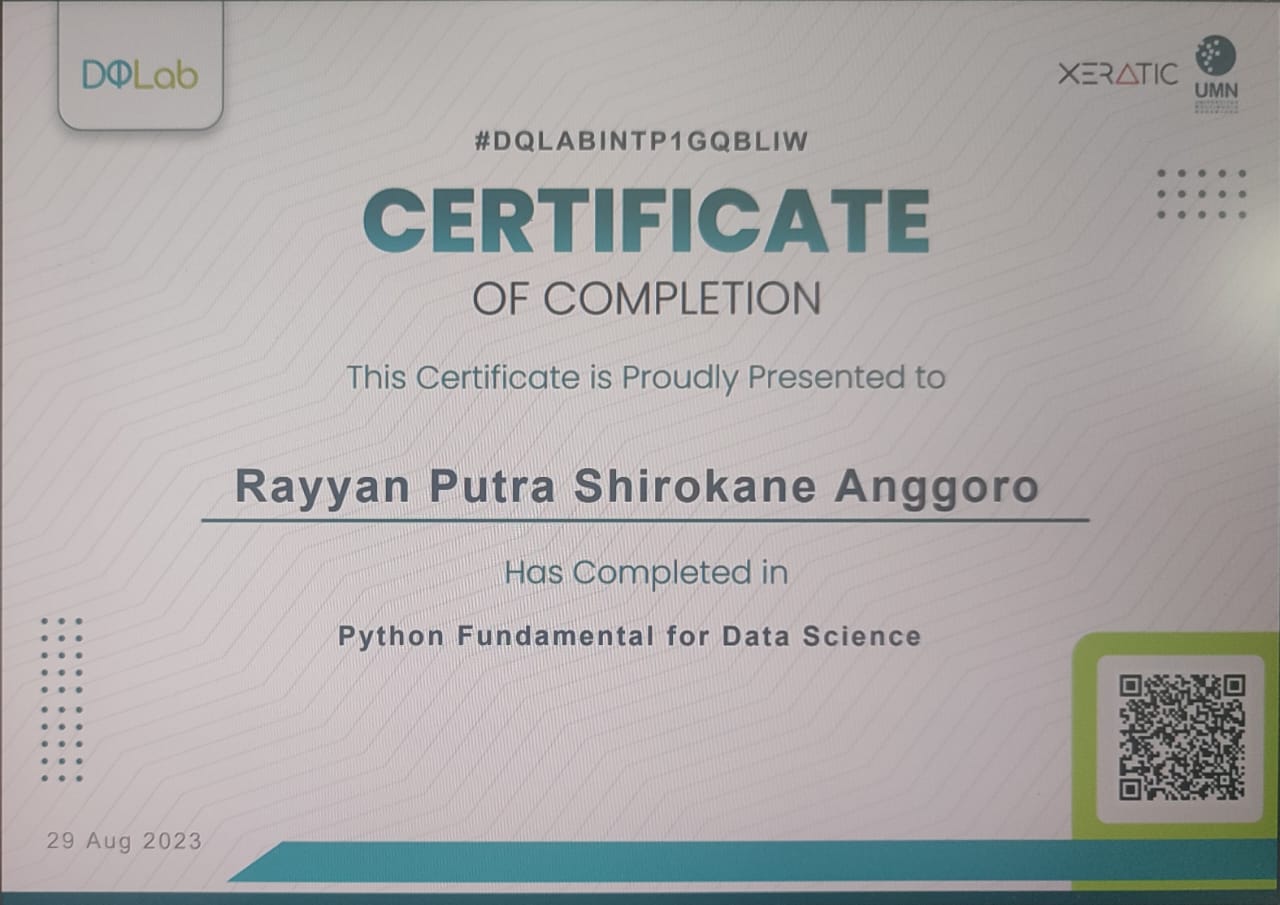 DQLab
XERATIC
UMN
#DQLABINTP1GQBLIW
CERTIFICATE
OF COMPLETION
This Certificate is Proudly Presented to
Rayyan Putra Shirokane Anggoro
Has Completed in
Python Fundamental for Data Science
29 Aug 2023